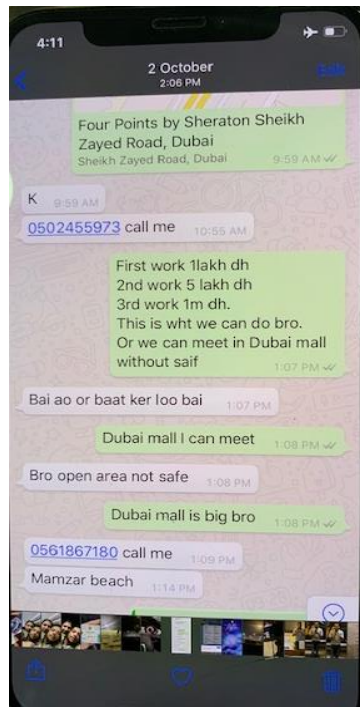 4:11
2 October
2:06 PM
Edit
Four Points by Sheraton Sheikh
Zayed Road, Dubai
Sheikh Zayed Road, Dubai 9:59 AM
K 9:59 AM
0502455973 call me 10:55 AM
First work 1lakh dh
2nd work 5 lakh dh
3rd work 1m dh.
This is wht we can do bro.
Or we can meet in Dubai mall
without saif 1:07 PM
Bai ao or baat ker loo bai 1:07 PM
Dubai mall I can meet 1:08 PM
Bro open area not safe 1:08 PM
Dubai mall is big bro 1:08 PM
0561867180 call me 1:09 PM
Mamzar beach 1:14 PM